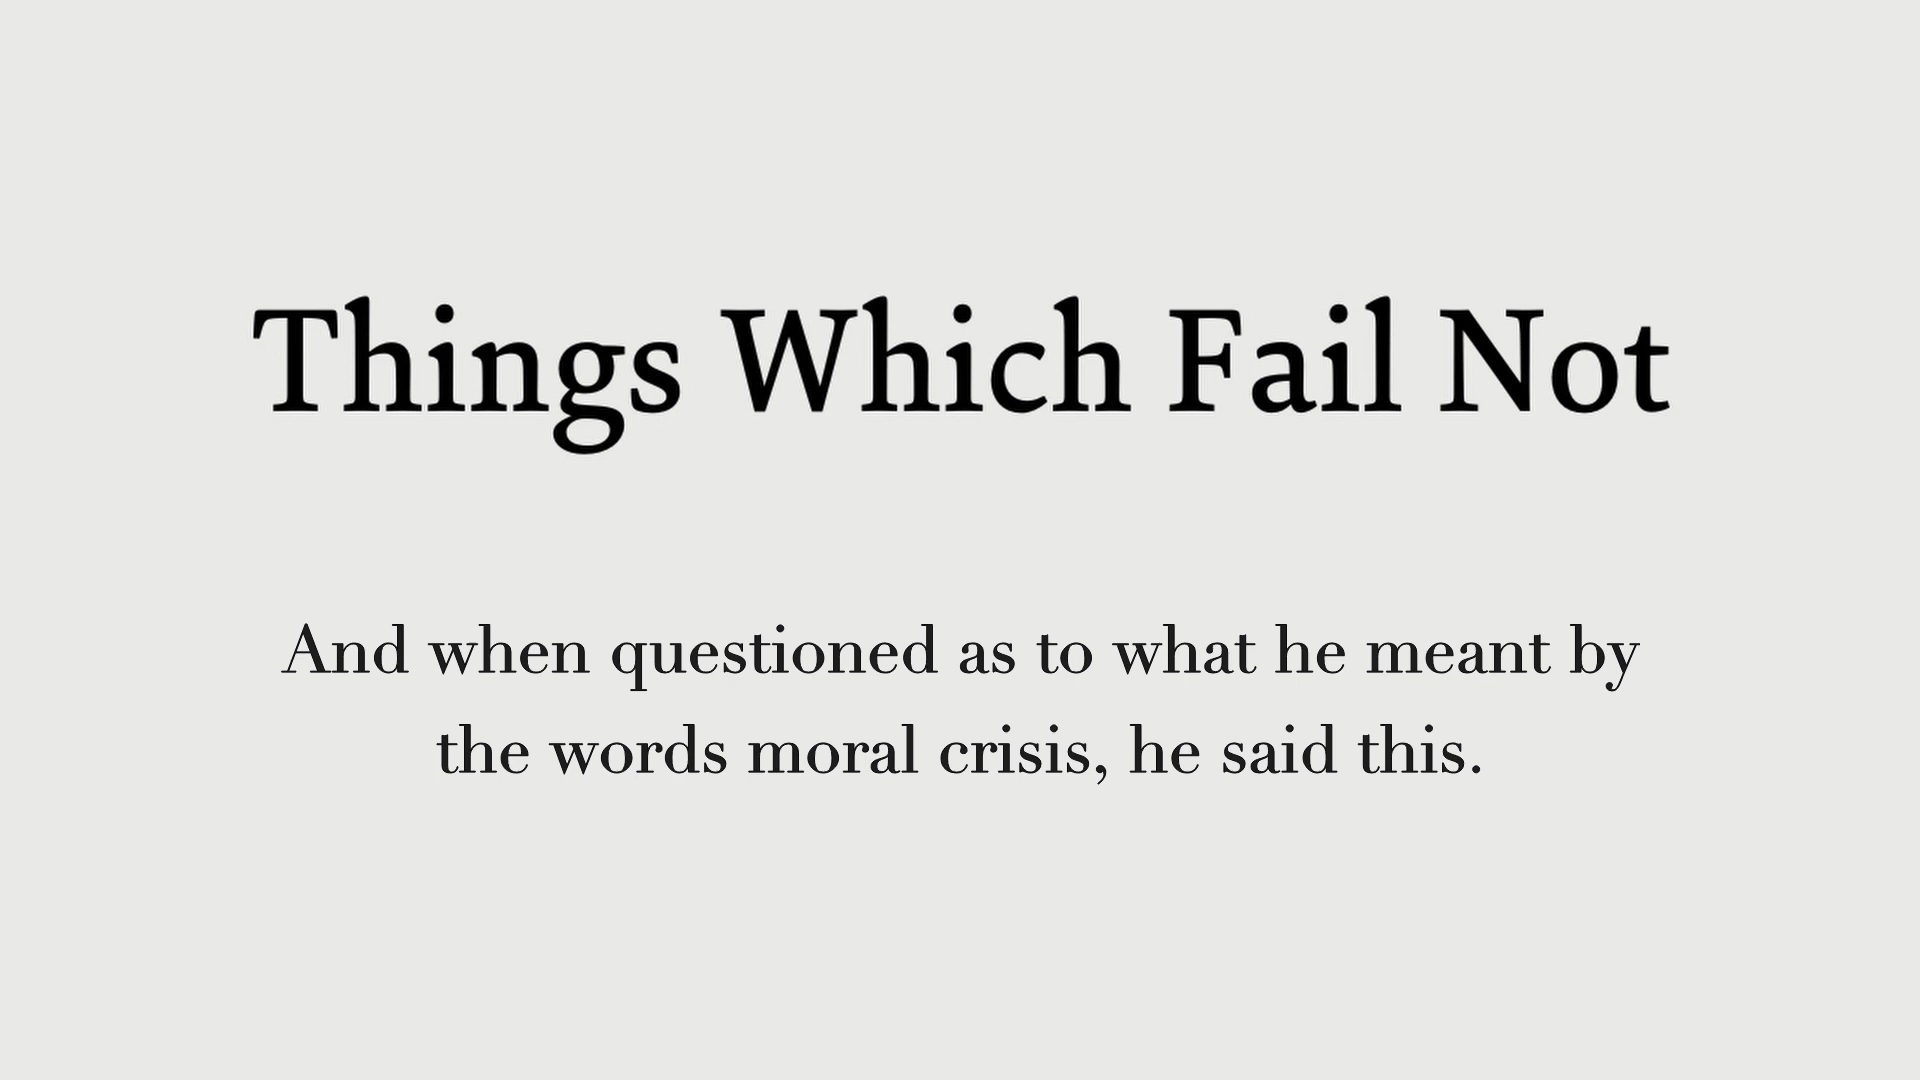 Things Which Fail Not
And when questioned as to what he meant by
the words moral crisis, he said this.